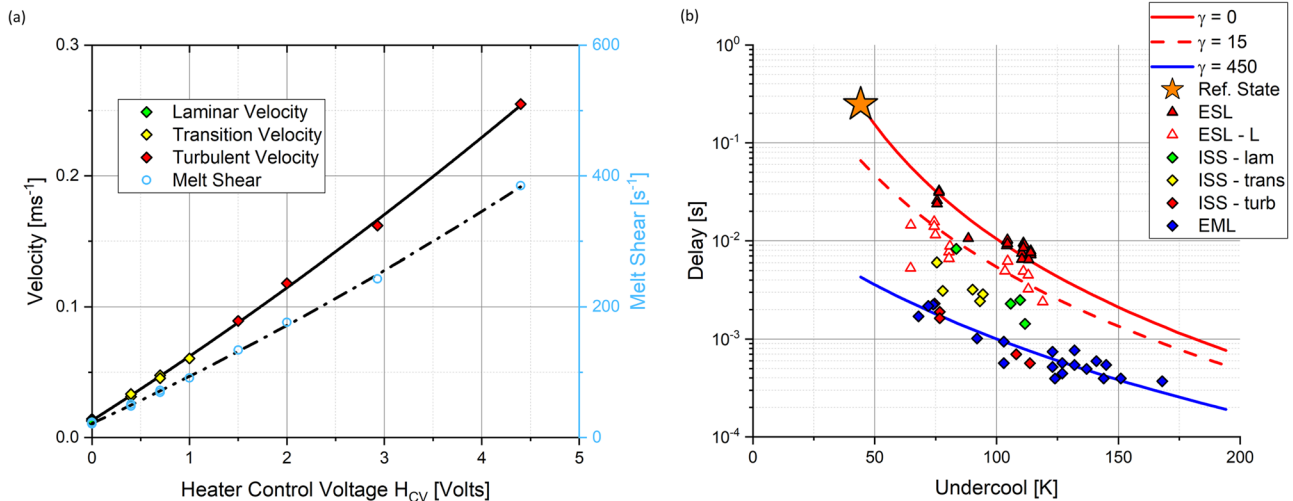 (a)
0.3
0.2
0.1
0.0
Velocity [ms⁻¹]
600
400
200
0
Melt Shear [s⁻¹]
Laminar Velocity
Transition Velocity
Turbulent Velocity
Melt Shear
0 1 2 3 4 5
Heater Control Voltage H_CV [Volts]
(b)
γ = 0
γ = 15
γ = 450
Ref. State
ESL
ESL - L
ISS - lam
ISS - trans
ISS - turb
EML
10⁰
10⁻¹
10⁻²
10⁻³
10⁻⁴
Delay [s]
0 50 100 150 200
Undercool [K]